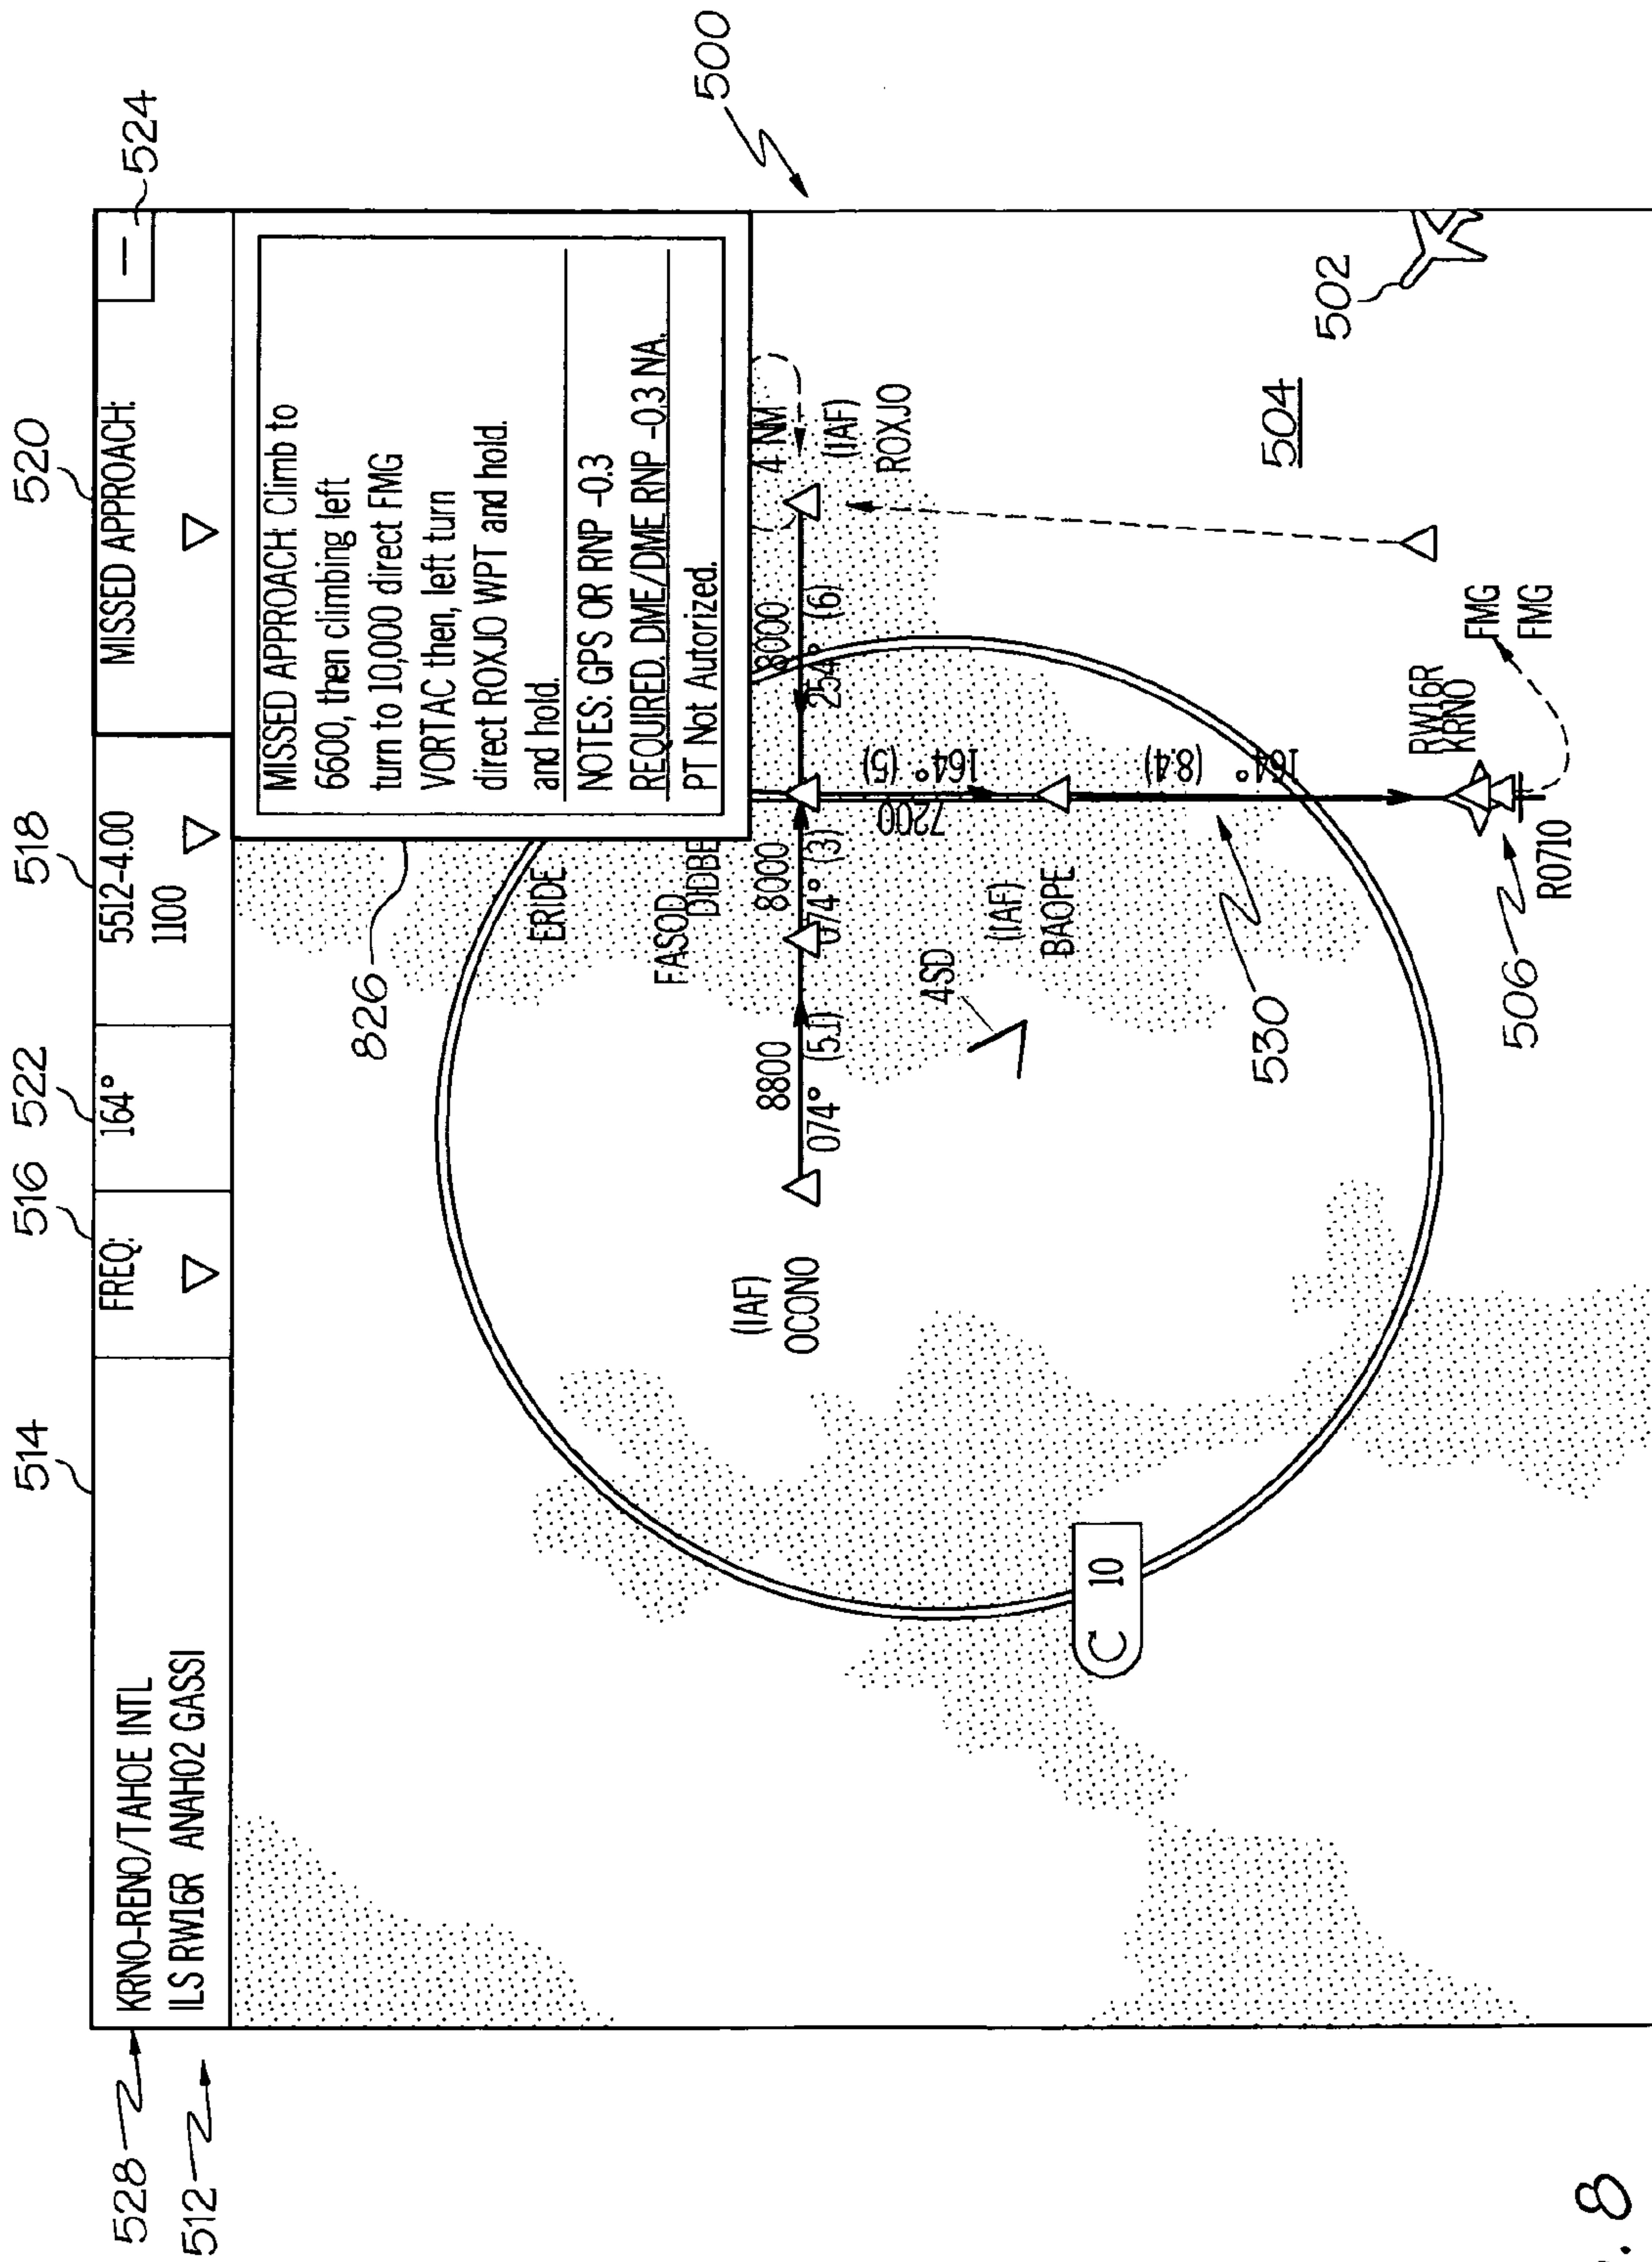 514
516
522
518
520
524
528
512
KRNO-RENO/TAHOE INTL
ILS RW16R ANAHO2 GASSI
FREQ:
164°
5512-4.00
1100
MISSED APPROACH:
MISSED APPROACH: Climb to
6600, then climbing left
turn to 10,000 direct FMG
VORTAC then, left turn
direct ROXJO WPT and hold.
and hold.
NOTES: GPS OR RNP -0.3
REQUIRED. DME/DME RNP -0.3 NA.
PT Not Autorized.
826
500
ERIDE
FASOD
DIDBE
4 NM
(IAF)
ROXJO
(IAF)
OCONO
8800
074° (5.1)
8000
074° (3)
8000
254° (6)
7200
164° (5)
4SD
(IAF)
BAOPE
164° (8.4)
530
10
502
504
RW16R
KRNO
FMG
FMG
506
R0710
. 8